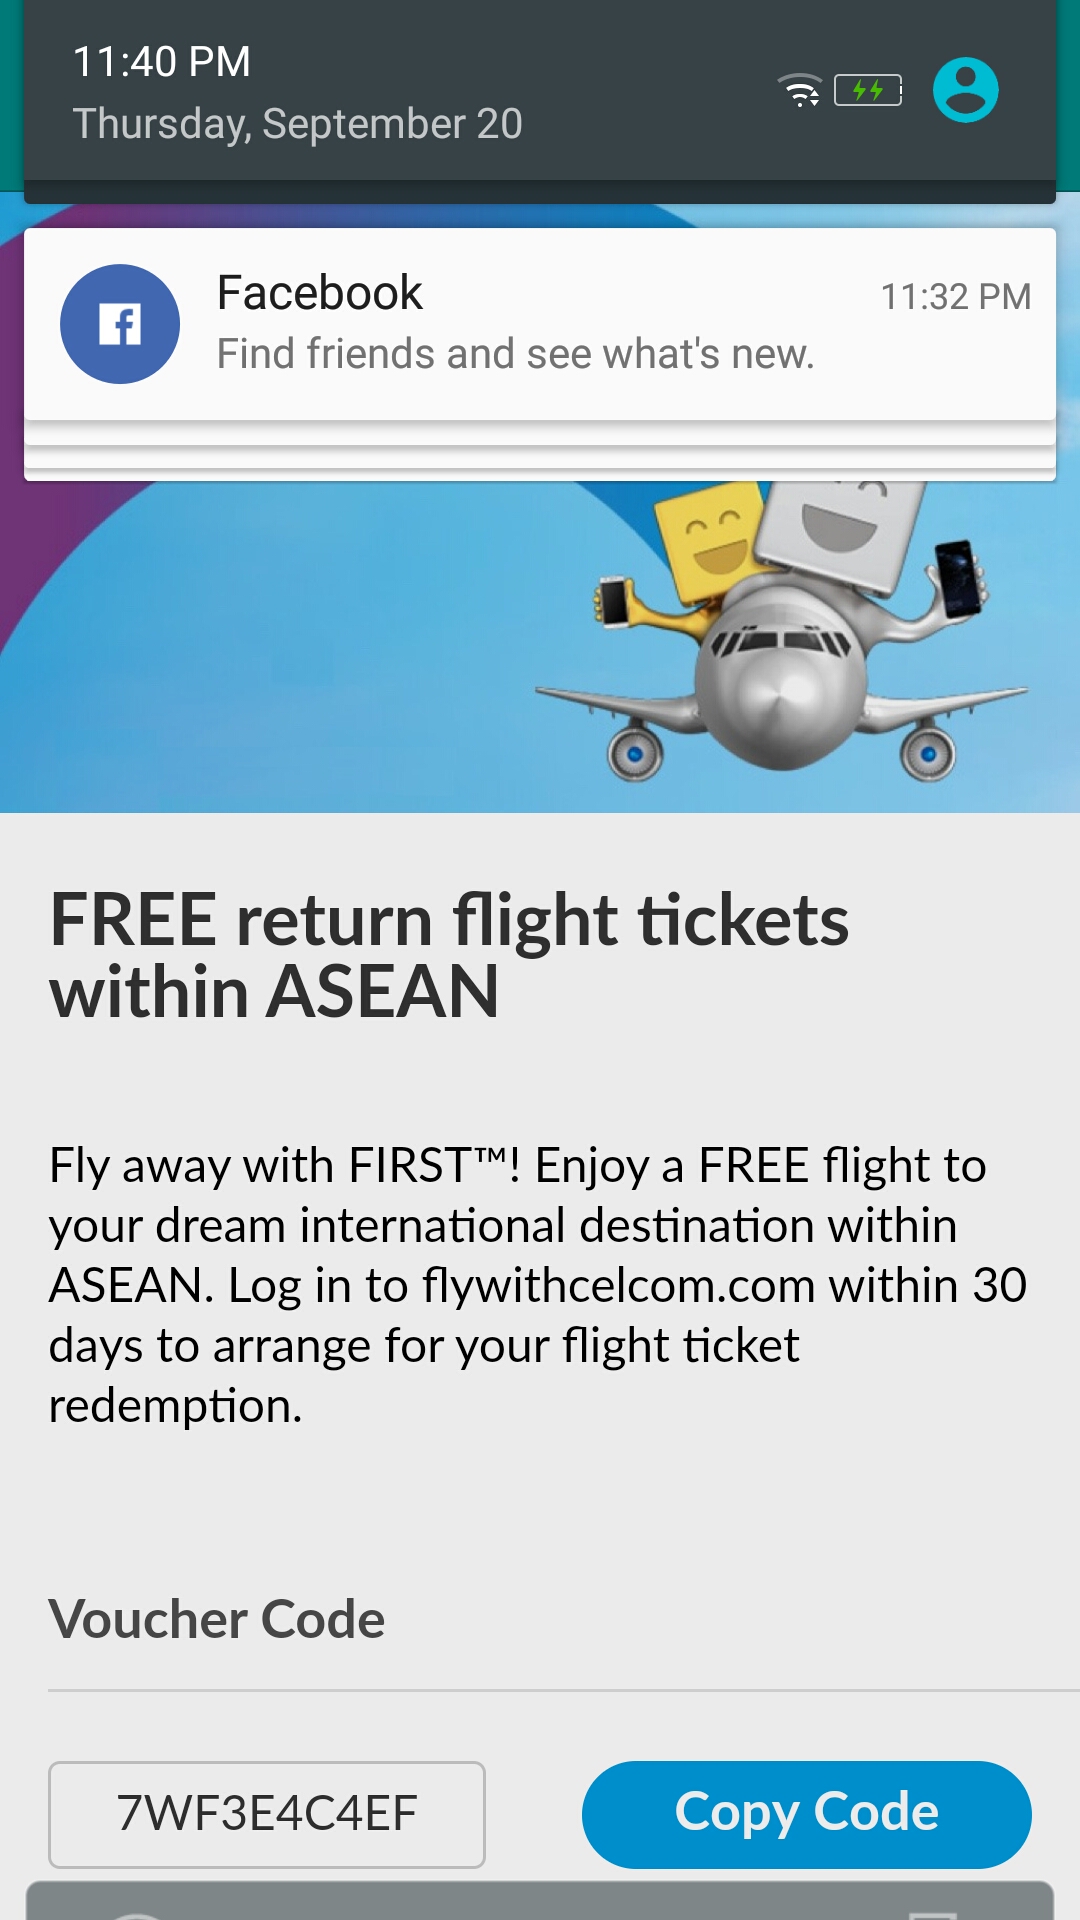 11:40 PM
Thursday, September 20
Facebook
11:32 PM
Find friends and see what's new.
FREE return flight tickets
within ASEAN
Fly away with FIRST™! Enjoy a FREE flight to
your dream international destination within
ASEAN. Log in to flywithcelcom.com within 30
days to arrange for your flight ticket
redemption.
Voucher Code
7WF3E4C4EF
Copy Code